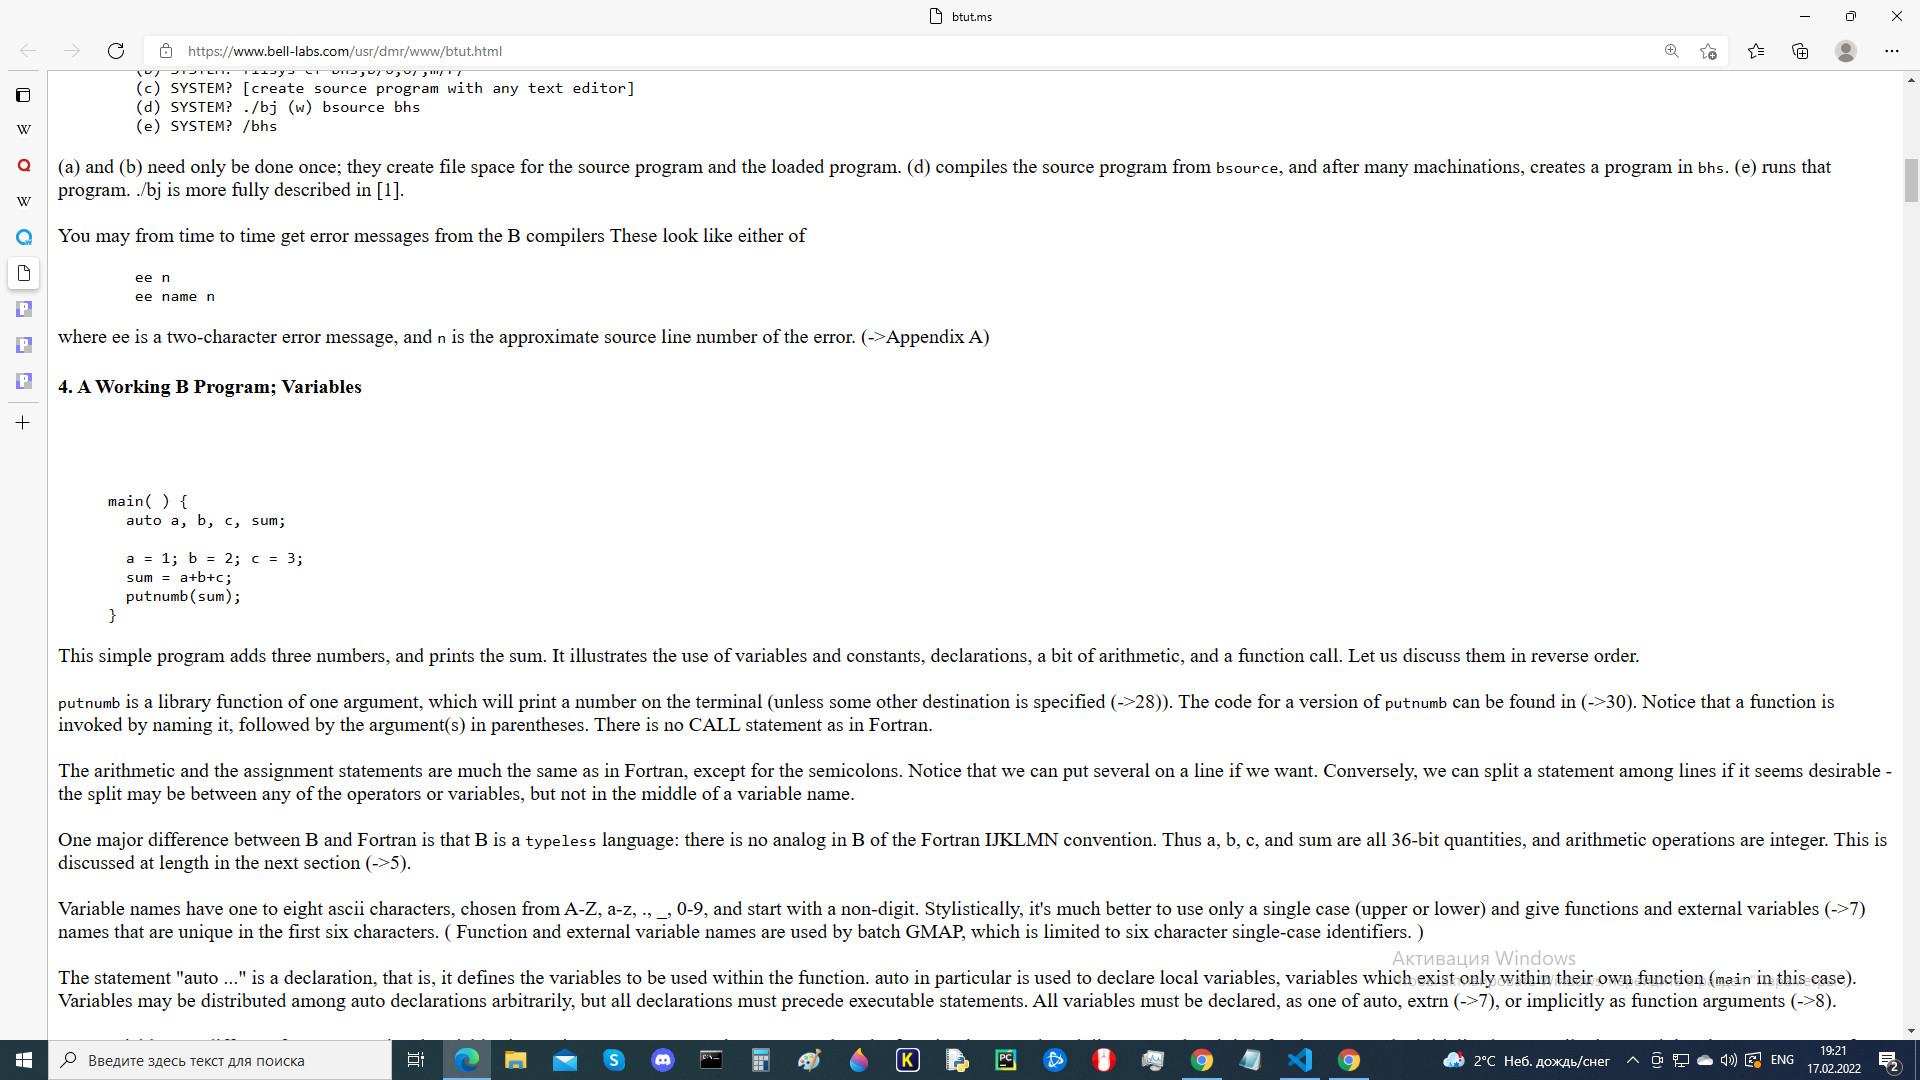 btut.ms
https://www.bell-labs.com/usr/dmr/www/btut.html
(c) SYSTEM? [create source program with any text editor]
(d) SYSTEM? ./bj (w) bsource bhs
(e) SYSTEM? /bhs
(a) and (b) need only be done once; they create file space for the source program and the loaded program. (d) compiles the source program from bsource, and after many machinations, creates a program in bhs. (e) runs that
program. ./bj is more fully described in [1].
You may from time to time get error messages from the B compilers These look like either of
ee n
ee name n
where ee is a two-character error message, and n is the approximate source line number of the error. (->Appendix A)
4. A Working B Program; Variables
main( ) {
auto a, b, c, sum;
a = 1; b = 2; c = 3;
sum = a+b+c;
putnumb(sum);
}
This simple program adds three numbers, and prints the sum. It illustrates the use of variables and constants, declarations, a bit of arithmetic, and a function call. Let us discuss them in reverse order.
putnumb is a library function of one argument, which will print a number on the terminal (unless some other destination is specified (->28)). The code for a version of putnumb can be found in (->30). Notice that a function is
invoked by naming it, followed by the argument(s) in parentheses. There is no CALL statement as in Fortran.
The arithmetic and the assignment statements are much the same as in Fortran, except for the semicolons. Notice that we can put several on a line if we want. Conversely, we can split a statement among lines if it seems desirable -
the split may be between any of the operators or variables, but not in the middle of a variable name.
One major difference between B and Fortran is that B is a typeless language: there is no analog in B of the Fortran IJKLMN convention. Thus a, b, c, and sum are all 36-bit quantities, and arithmetic operations are integer. This is
discussed at length in the next section (->5).
Variable names have one to eight ascii characters, chosen from A-Z, a-z, ., _, 0-9, and start with a non-digit. Stylistically, it's much better to use only a single case (upper or lower) and give functions and external variables (->7)
names that are unique in the first six characters. ( Function and external variable names are used by batch GMAP, which is limited to six character single-case identifiers. )
Активация Windows
The statement "auto ..." is a declaration, that is, it defines the variables to be used within the function. auto in particular is used to declare local variables, variables which exist only within their own function (main in this case).
Variables may be distributed among auto declarations arbitrarily, but all declarations must precede executable statements. All variables must be declared, as one of auto, extrn (->7), or implicitly as function arguments (->8).
Введите здесь текст для поиска
2°C Неб. дождь/снег
ENG
19:21
17.02.2022
2